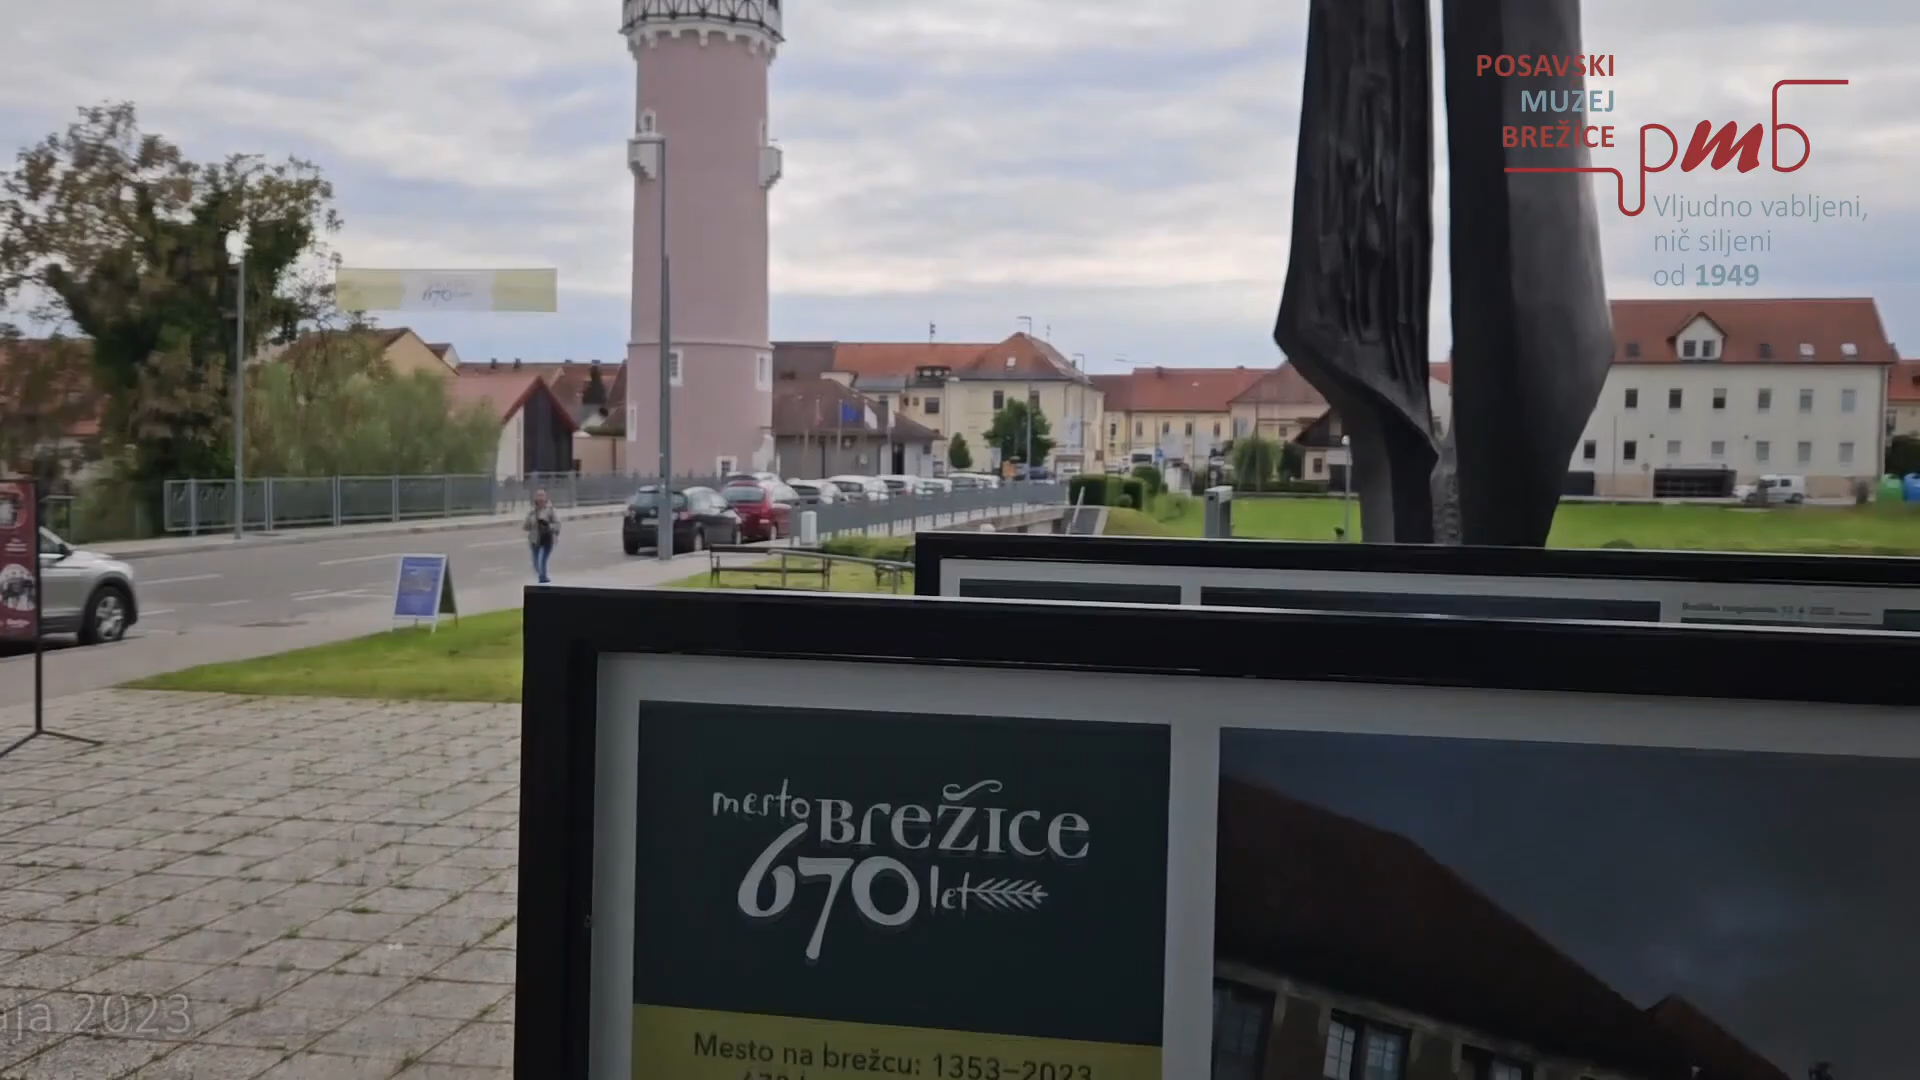 POSAVSKI
MUZEJ
BREŽICE
pmb
Vljudno vabljeni,
nič siljeni
od 1949
670
mesto Brežice
670 let
Mesto na brežcu: 1353–2023
2023